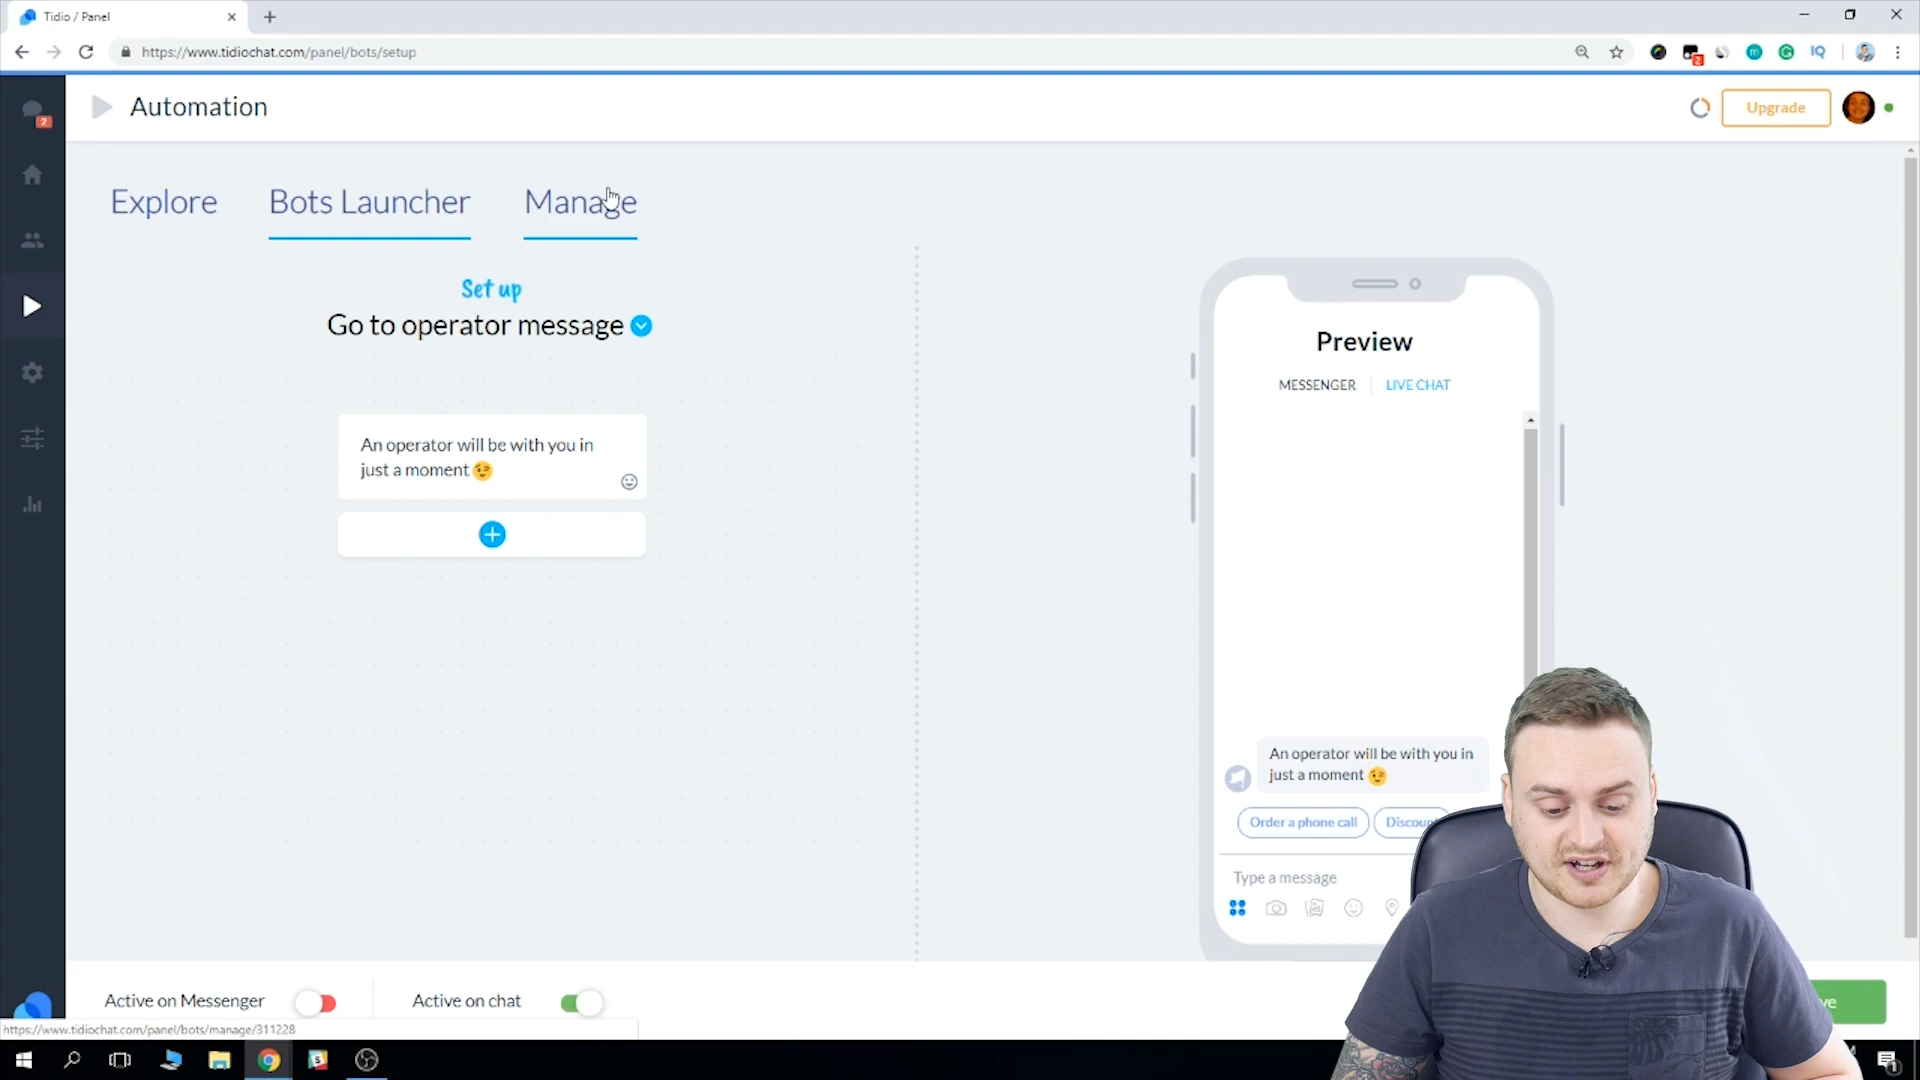 Tidio / Panel
https://www.tidiochat.com/panel/bots/setup
2
IQ
2
Automation
Upgrade
Explore
Bots Launcher
Manage
Set up
Go to operator message
An operator will be with you in
just a moment
Preview
MESSENGER
LIVE CHAT
An operator will be with you in
just a moment
Order a phone call
Type a message
Active on Messenger
Active on chat
https://www.tidiochat.com/panel/bots/manage/311228